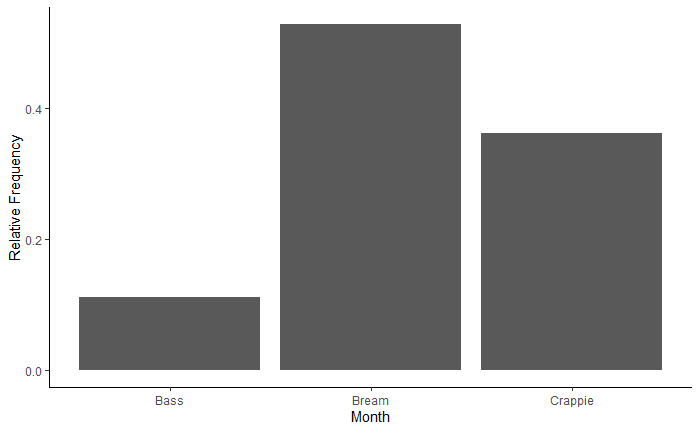 Relative Frequency
0.4
0.2
0.0
Bass Bream Crappie
Month